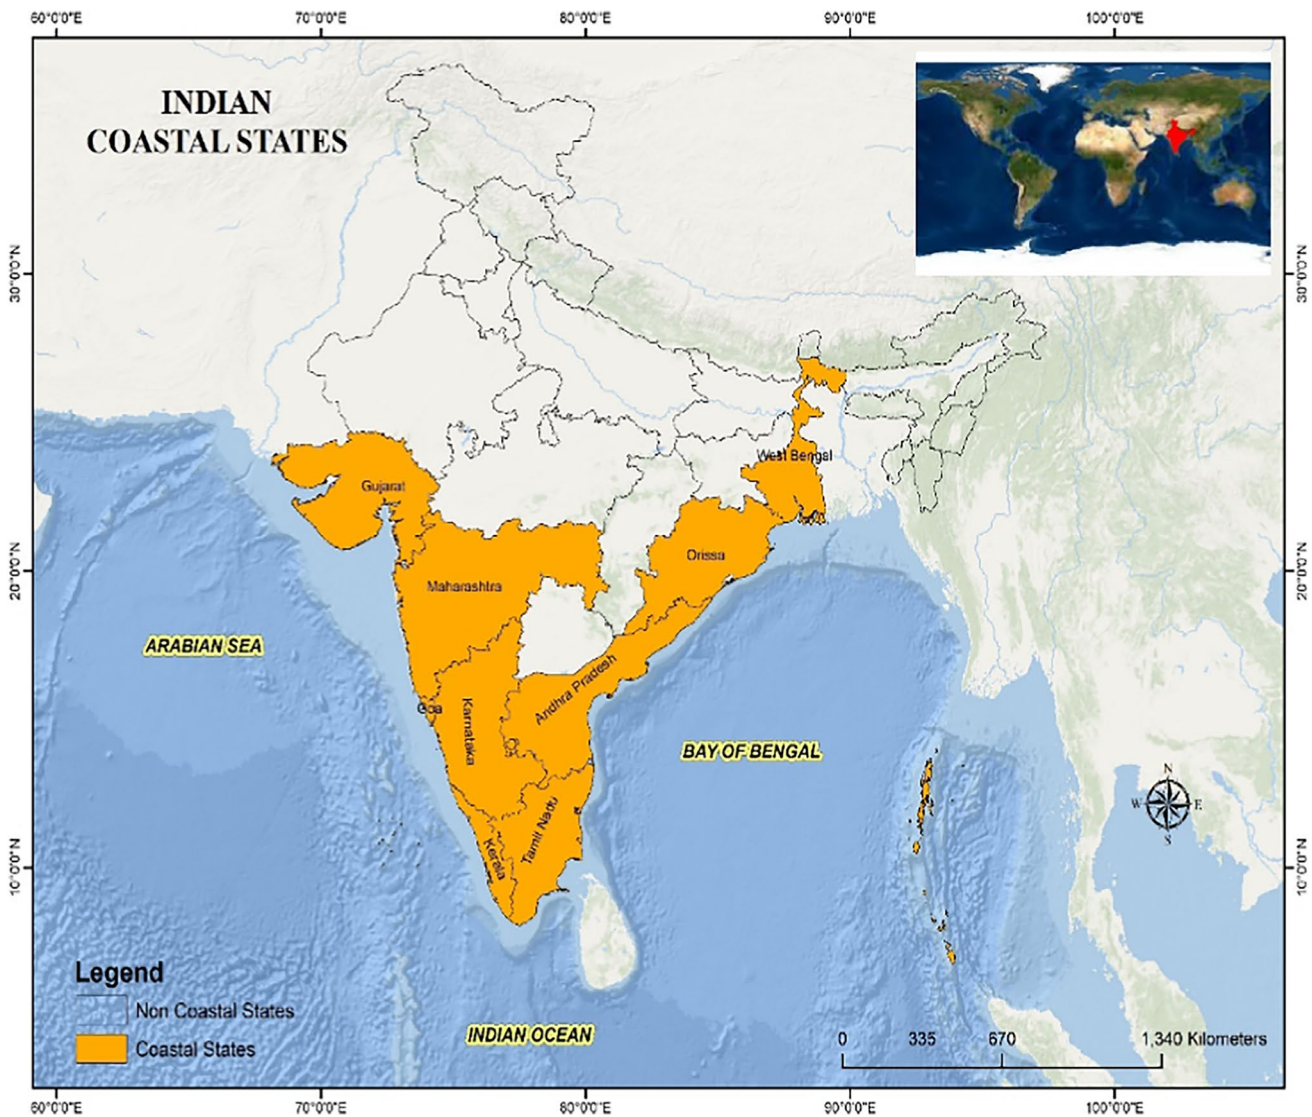 60°0'0"E 70°0'0"E 80°0'0"E 90°0'0"E 100°0'0"E
INDIAN
COASTAL STATES
30°0'0"N 30°0'0"N
West Bengal
Gujarat
Orissa
20°0'0"N 20°0'0"N
Maharashtra
ARABIAN SEA
Andhra Pradesh
Goa
Karnataka
BAY OF BENGAL
N
W E
S
Tamil Nadu
Kerala
10°0'0"N 10°0'0"N
Legend
Non Coastal States
Coastal States
INDIAN OCEAN
0 335 670 1,340 Kilometers
60°0'0"E 70°0'0"E 80°0'0"E 90°0'0"E 100°0'0"E